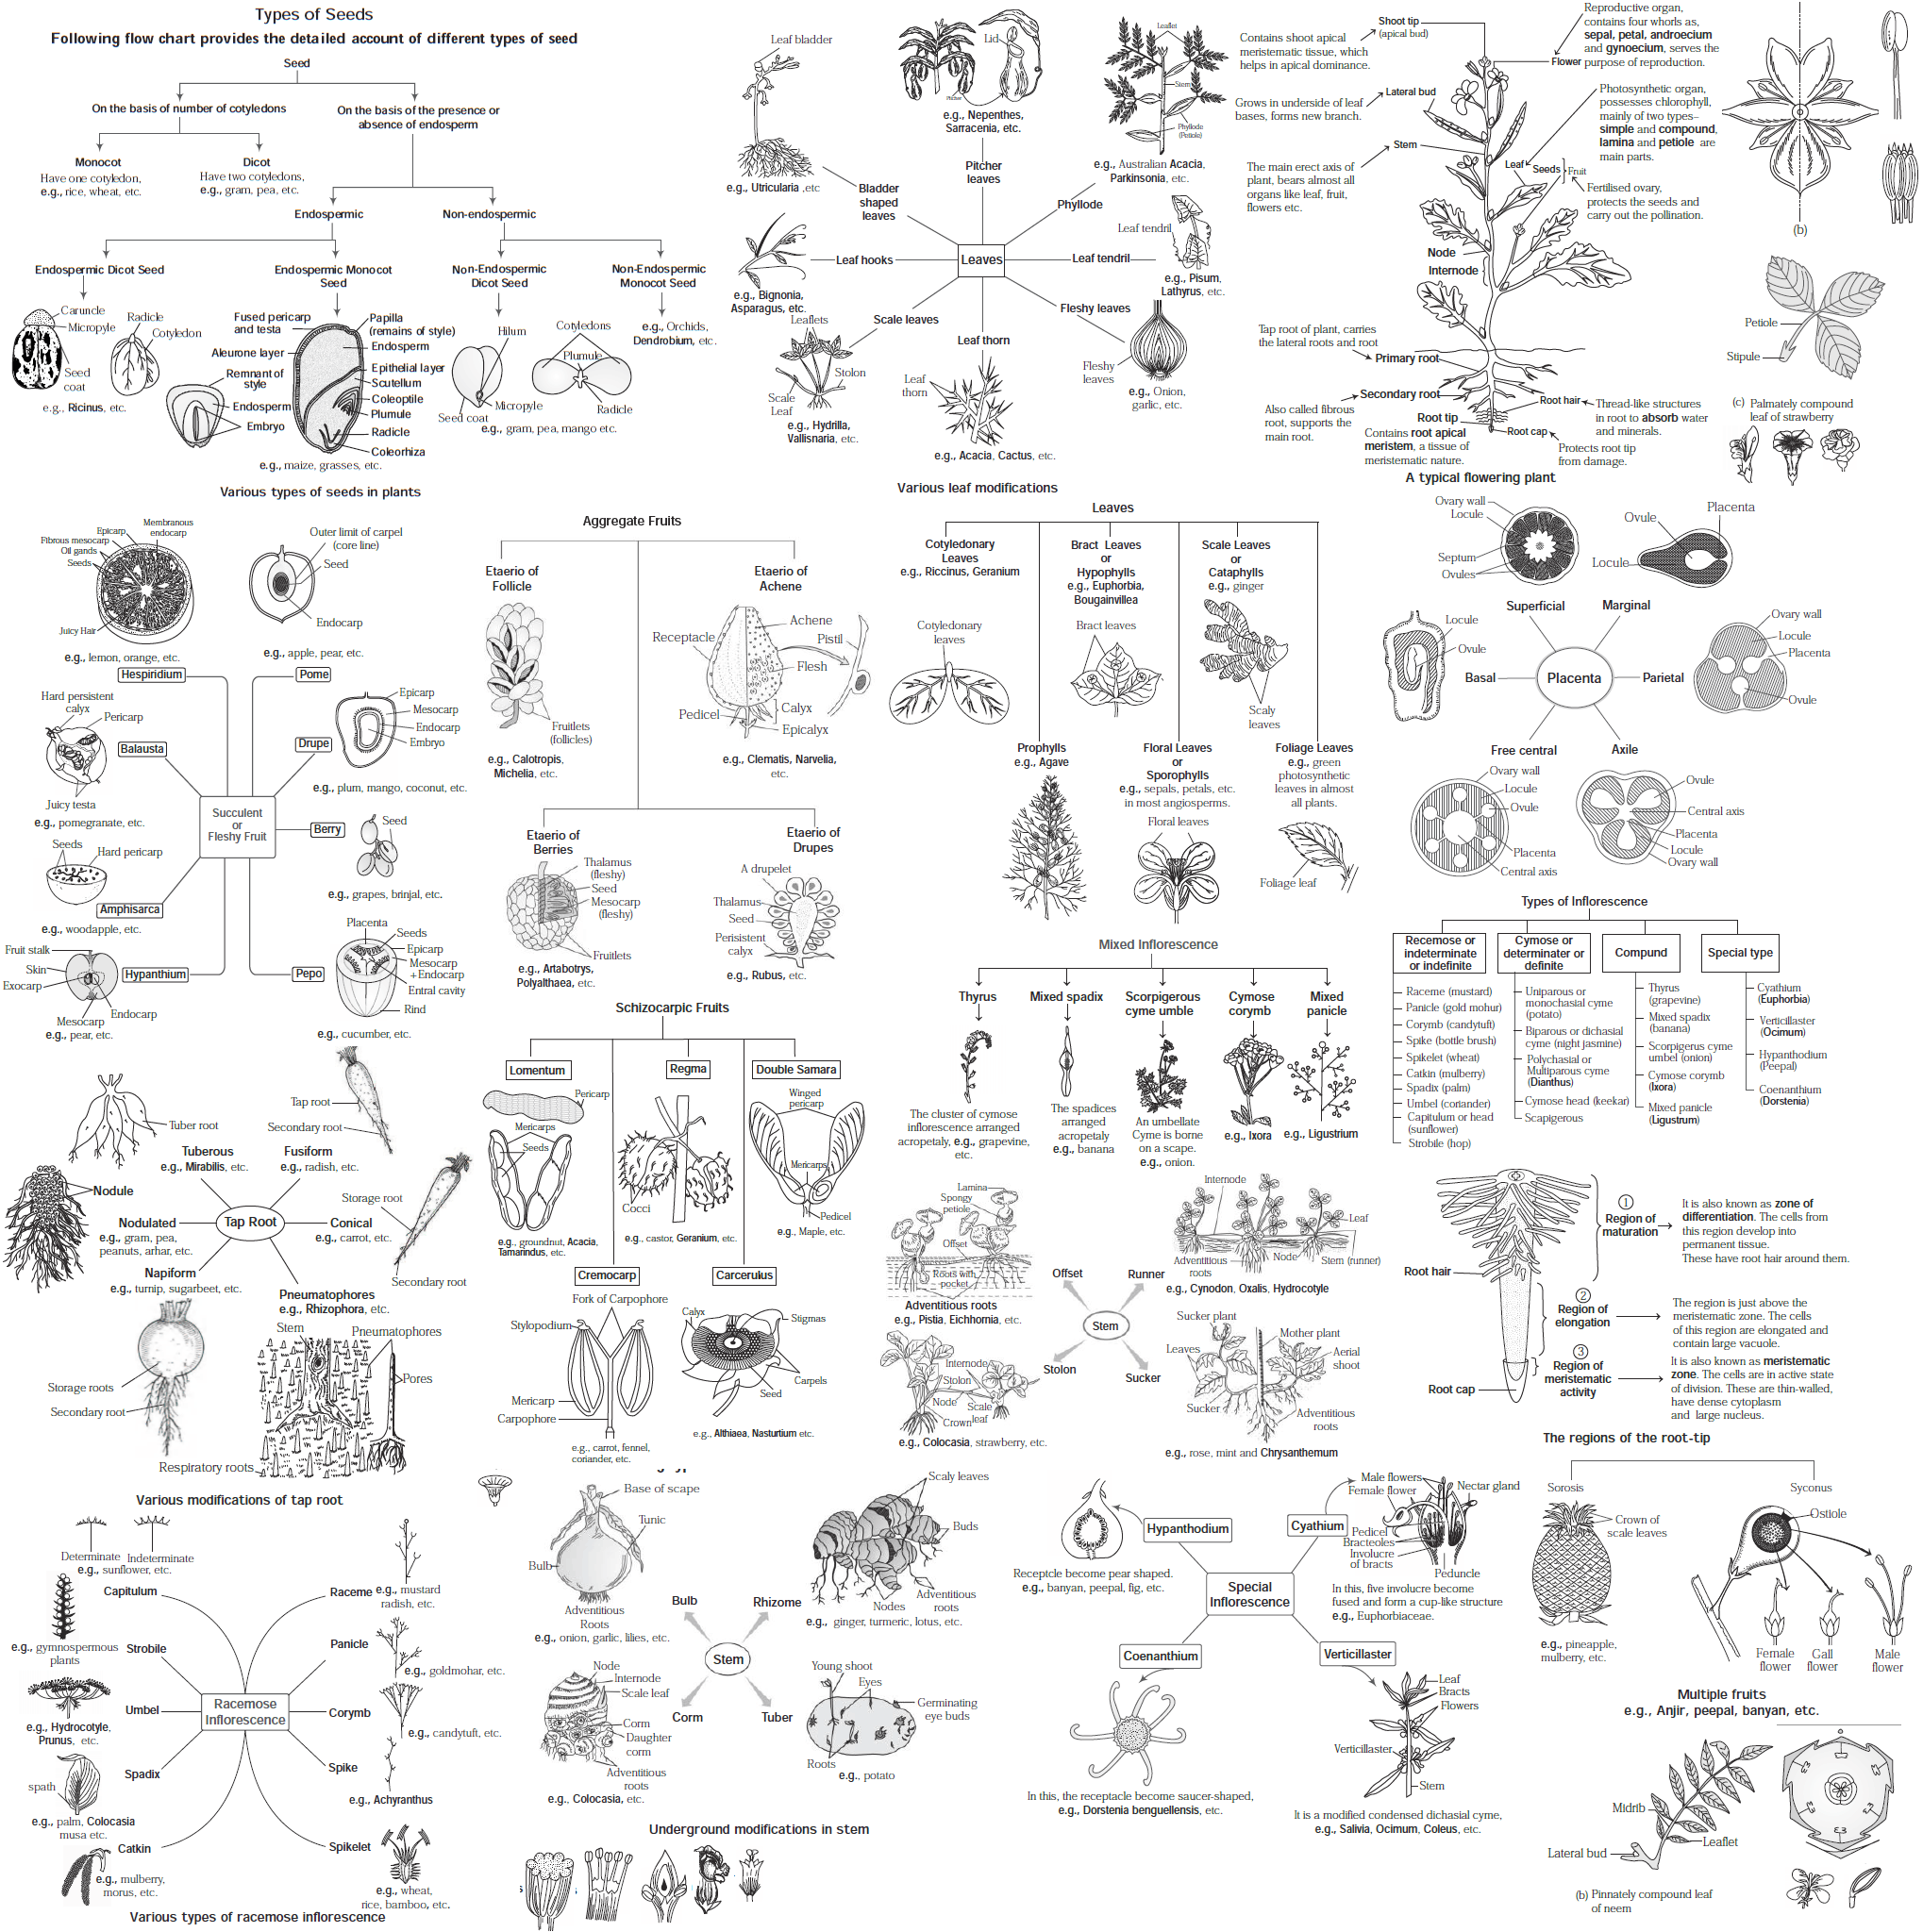 Types of Seeds
Following flow chart provides the detailed account of different types of seed
Seed
On the basis of number of cotyledons
On the basis of the presence or
absence of endosperm
Monocot
Have one cotyledon,
e.g., rice, wheat, etc.
Dicot
Have two cotyledons,
e.g., gram, pea, etc.
Endospermic
Non-endospermic
Endospermic Dicot Seed
Endospermic Monocot
Seed
Non-Endospermic
Dicot Seed
Non-Endospermic
Monocot Seed
Caruncle
Micropyle
Radicle
Cotyledon
Seed
coat
e.g., Ricinus, etc.
Fused pericarp
and testa
Aleurone layer
Remnant of
style
Endosperm
Embryo
Papilla
(remains of style)
Endosperm
Epithelial layer
Scutellum
Coleoptile
Plumule
Radicle
Coleorhiza
e.g., maize, grasses, etc.
Hilum
Cotyledons
Plumule
Micropyle
Seed coat
Radicle
e.g., gram, pea, mango etc.
e.g., Orchids,
Dendrobium, etc.
Various types of seeds in plants
Leaf bladder
e.g., Utricularia ,etc
Bladder
shaped
leaves
Lid
Pitcher
e.g., Nepenthes,
Sarracenia, etc.
Pitcher
leaves
Leaflet
Stem
Phyllode
(Petiole)
e.g., Australian Acacia,
Parkinsonia, etc.
Phyllode
Leaf hooks
e.g., Bignonia,
Asparagus, etc.
Leaves
Leaf tendril
Leaf tendril
e.g., Pisum,
Lathyrus, etc.
Scale leaves
Leaflets
Stolon
Scale
Leaf
e.g., Hydrilla,
Vallisnaria, etc.
Leaf thorn
Leaf
thorn
e.g., Acacia, Cactus, etc.
Fleshy leaves
Fleshy
leaves
e.g., Onion,
garlic, etc.
Various leaf modifications
Contains shoot apical
meristematic tissue, which
helps in apical dominance.
Shoot tip
(apical bud)
Reproductive organ,
contains four whorls as,
sepal, petal, androecium
and gynoecium, serves the
Flower purpose of reproduction.
Grows in underside of leaf
bases, forms new branch.
Lateral bud
Photosynthetic organ,
possesses chlorophyll,
mainly of two types–
simple and compound,
lamina and petiole are
main parts.
Stem
The main erect axis of
plant, bears almost all
organs like leaf, fruit,
flowers etc.
Leaf
Seeds
Fruit
Fertilised ovary,
protects the seeds and
carry out the pollination.
Node
Internode
Tap root of plant, carries
the lateral roots and root
Primary root
Secondary root
Also called fibrous
root, supports the
main root.
Root hair
Thread-like structures
in root to absorb water
and minerals.
Root tip
Contains root apical
meristem, a tissue of
meristematic nature.
Root cap
Protects root tip
from damage.
A typical flowering plant
(b)
Petiole
Stipule
(c) Palmately compound
leaf of strawberry
Epicarp
Membranous
endocarp
Fibrous mesocarp
Oil gands
Seeds
Juicy Hair
e.g., lemon, orange, etc.
Hespiridium
Outer limit of carpel
(core line)
Seed
Endocarp
e.g., apple, pear, etc.
Pome
Hard persistent
calyx
Pericarp
Balausta
Juicy testa
e.g., pomegranate, etc.
Epicarp
Mesocarp
Endocarp
Embryo
Drupe
e.g., plum, mango, coconut, etc.
Succulent
or
Fleshy Fruit
Berry
Seed
e.g., grapes, brinjal, etc.
Seeds
Hard pericarp
Amphisarca
e.g., woodapple, etc.
Fruit stalk
Skin
Exocarp
Mesocarp
Endocarp
e.g., pear, etc.
Hypanthium
Pepo
Placenta
Seeds
Epicarp
Mesocarp
+Endocarp
Entral cavity
Rind
e.g., cucumber, etc.
Aggregate Fruits
Etaerio of
Follicle
Fruitlets
(follicles)
e.g., Calotropis,
Michelia, etc.
Etaerio of
Achene
Receptacle
Achene
Pistil
Flesh
Pedicel
Calyx
Epicalyx
e.g., Clematis, Narvelia,
etc.
Etaerio of
Berries
Thalamus
(fleshy)
Seed
Mesocarp
(fleshy)
Fruitlets
e.g., Artabotrys,
Polyalthaea, etc.
Etaerio of
Drupes
A drupelet
Thalamus
Seed
Perisistent
calyx
e.g., Rubus, etc.
Leaves
Cotyledonary
Leaves
e.g., Riccinus, Geranium
Cotyledonary
leaves
Bract Leaves
or
Hypophylls
e.g., Euphorbia,
Bougainvillea
Bract leaves
Scale Leaves
or
Cataphylls
e.g., ginger
Scaly
leaves
Prophylls
e.g., Agave
Floral Leaves
or
Sporophylls
e.g., sepals, petals, etc.
in most angiosperms.
Floral leaves
Foliage Leaves
e.g., green
photosynthetic
leaves in almost
all plants.
Foliage leaf
Ovary wall
Locule
Septum
Ovules
Superficial
Ovule
Placenta
Locule
Marginal
Locule
Ovule
Basal
Placenta
Parietal
Ovary wall
Locule
Placenta
Ovule
Free central
Ovary wall
Locule
Ovule
Placenta
Central axis
Axile
Ovule
Central axis
Placenta
Locule
Ovary wall
Mixed Inflorescence
Thyrus
Mixed spadix
Scorpigerous
cyme umble
Cymose
corymb
Mixed
panicle
The cluster of cymose
inflorescence arranged
acropetaly, e.g., grapevine,
etc.
The spadices
arranged
acropetaly
e.g., banana
An umbellate
Cyme is borne
on a scape.
e.g., onion.
e.g., Ixora
e.g., Ligustrium
Types of Inflorescence
Recemose or
indeterminate
or indefinite
Raceme (mustard)
Panicle (gold mohur)
Corymb (candytuft)
Spike (bottle brush)
Spikelet (wheat)
Catkin (mulberry)
Spadix (palm)
Umbel (coriander)
Capitulum or head
(sunflower)
Strobile (hop)
Cymose or
determinater or
definite
Uniparous or
monochasial cyme
(potato)
Biparous or dichasial
cyme (night jasmine)
Polychasial or
Multiparous cyme
(Dianthus)
Cymose head (keekar)
Scapigerous
Compund
Thyrus
(grapevine)
Mixed spadix
(banana)
Scorpigerus cyme
umbel (onion)
Cymose corymb
(Ixora)
Mixed panicle
(Ligustrum)
Special type
Cyathium
(Euphorbia)
Verticillaster
(Ocimum)
Hypanthodium
(Peepal)
Coenanthium
(Dorstenia)
Tuber root
Tuberous
e.g., Mirabilis, etc.
Tap root
Secondary root
Fusiform
e.g., radish, etc.
Nodule
Nodulated
e.g., gram, pea,
peanuts, arhar, etc.
Tap Root
Storage root
Conical
e.g., carrot, etc.
Secondary root
Napiform
e.g., turnip, sugarbeet, etc.
Storage roots
Secondary root
Pneumatophores
e.g., Rhizophora, etc.
Stem
Pneumatophores
Pores
Respiratory roots
Various modifications of tap root
Schizocarpic Fruits
Lomentum
Pericarp
Mericarps
Seeds
e.g., groundnut, Acacia,
Tamarindus, etc.
Regma
Cocci
e.g., castor, Geranium, etc.
Double Samara
Winged
pericarp
Mericarps
Pedicel
e.g., Maple, etc.
Cremocarp
Fork of Carpophore
Stylopodium
Mericarp
Carpophore
e.g., carrot, fennel,
coriander, etc.
Carcerulus
Calyx
Stigmas
Carpels
Seed
e.g., Althiaea, Nasturtium etc.
Lamina
Spongy
petiole
Offset
Roots with
pocket
Adventitious roots
e.g., Pistia, Eichhornia, etc.
Offset
Internode
Leaf
Node
Stem (runner)
Adventitious
roots
Runner
e.g., Cynodon, Oxalis, Hydrocotyle
Stem
Stolon
Internode
Stolon
Node
Scale
leaf
Crown
e.g., Colocasia, strawberry, etc.
Sucker
Sucker plant
Mother plant
Leaves
Aerial
shoot
Sucker
Adventitious
roots
e.g., rose, mint and Chrysanthemum
Root hair
Root cap
1
Region of
maturation
It is also known as zone of
differentiation. The cells from
this region develop into
permanent tissue.
These have root hair around them.
2
Region of
elongation
The region is just above the
meristematic zone. The cells
of this region are elongated and
contain large vacuole.
3
Region of
meristematic
activity
It is also known as meristematic
zone. The cells are in active state
of division. These are thin-walled,
have dense cytoplasm
and large nucleus.
The regions of the root-tip
Determinate
Indeterminate
e.g., sunflower, etc.
Capitulum
Raceme
e.g., mustard
radish, etc.
e.g., gymnospermous
plants
Strobile
Panicle
e.g., goldmohar, etc.
Umbel
e.g., Hydrocotyle,
Prunus, etc.
Racemose
Inflorescence
Corymb
e.g., candytuft, etc.
Spadix
spath
e.g., palm, Colocasia
musa etc.
Spike
e.g., Achyranthus
Catkin
e.g., mulberry,
morus, etc.
Spikelet
e.g., wheat,
rice, bamboo, etc.
Various types of racemose inflorescence
Base of scape
Tunic
Bulb
Adventitious
Roots
e.g., onion, garlic, lilies, etc.
Bulb
Rhizome
Scaly leaves
Buds
Adventitious
roots
Nodes
e.g., ginger, turmeric, lotus, etc.
Stem
Corm
Tuber
Node
Internode
Scale leaf
Corm
Daughter
corm
Adventitious
roots
e.g., Colocasia, etc.
Young shoot
Eyes
Germinating
eye buds
Roots
e.g., potato
Underground modifications in stem
Hypanthodium
Receptcle become pear shaped.
e.g., banyan, peepal, fig, etc.
Cyathium
Male flowers
Female flower
Nectar gland
Pedicel
Bracteoles
Involucre
of bracts
Peduncle
In this, five involucre become
fused and form a cup-like structure
e.g., Euphorbiaceae.
Special
Inflorescence
Coenanthium
In this, the receptacle become saucer-shaped,
e.g., Dorstenia benguellensis, etc.
Verticillaster
Leaf
Bracts
Flowers
Verticillaster
Stem
It is a modified condensed dichasial cyme,
e.g., Salivia, Ocimum, Coleus, etc.
Sorosis
Crown of
scale leaves
e.g., pineapple,
mulberry, etc.
Syconus
Ostiole
Female
flower
Gall
flower
Male
flower
Multiple fruits
e.g., Anjir, peepal, banyan, etc.
Midrib
Leaflet
Lateral bud
(b) Pinnately compound leaf
of neem